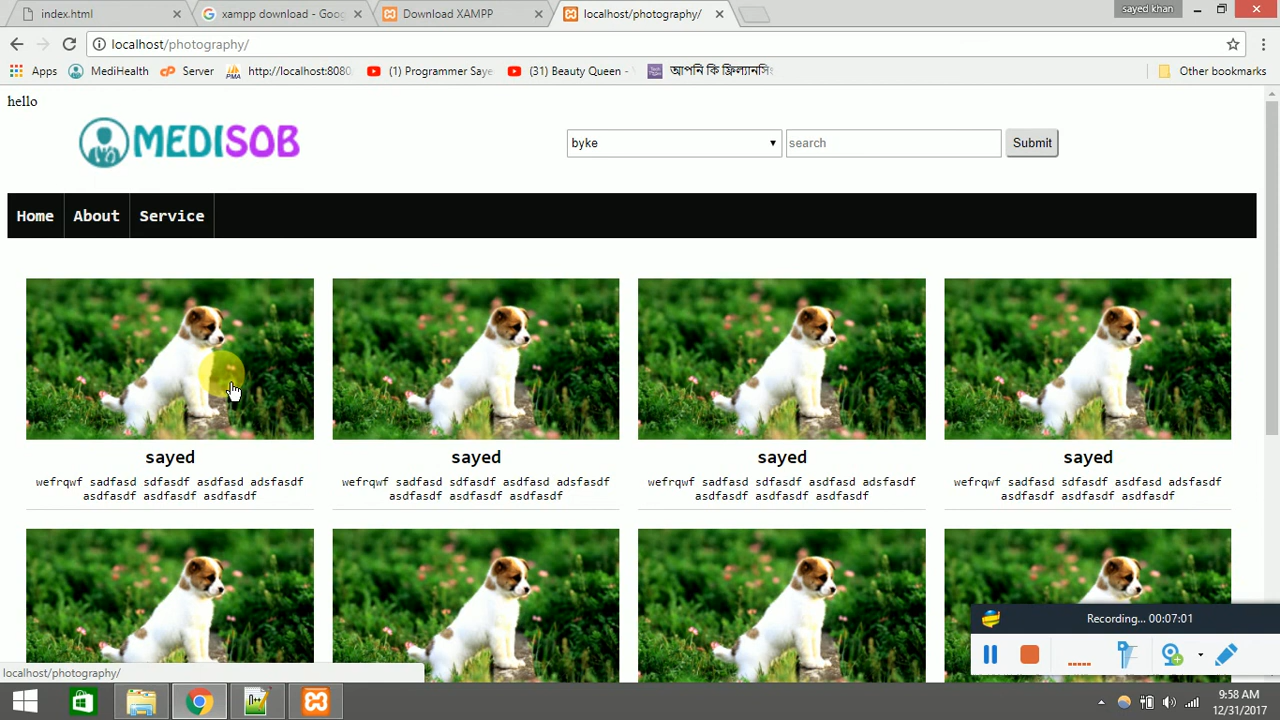 index.html
xampp download - Goog
Download XAMPP
localhost/photography/
sayed khan
localhost/photography/
Apps
MediHealth
Server
http://localhost:8080
(1) Programmer Saye
(31) Beauty Queen -
আপনি কি ফ্রিল্যানসিং
Other bookmarks
hello
MEDISOB
byke
search
Submit
Home
About
Service
sayed
sayed
sayed
sayed
wefrqwf sadfasd sdfasdf asdfasd adsfasdf
asdfasdf asdfasdf asdfasdf
wefrqwf sadfasd sdfasdf asdfasd adsfasdf
asdfasdf asdfasdf asdfasdf
wefrqwf sadfasd sdfasdf asdfasd adsfasdf
asdfasdf asdfasdf asdfasdf
wefrqwf sadfasd sdfasdf asdfasd adsfasdf
asdfasdf asdfasdf asdfasdf
Recording... 00:07:01
localhost/photography/
9:58 AM
12/31/2017